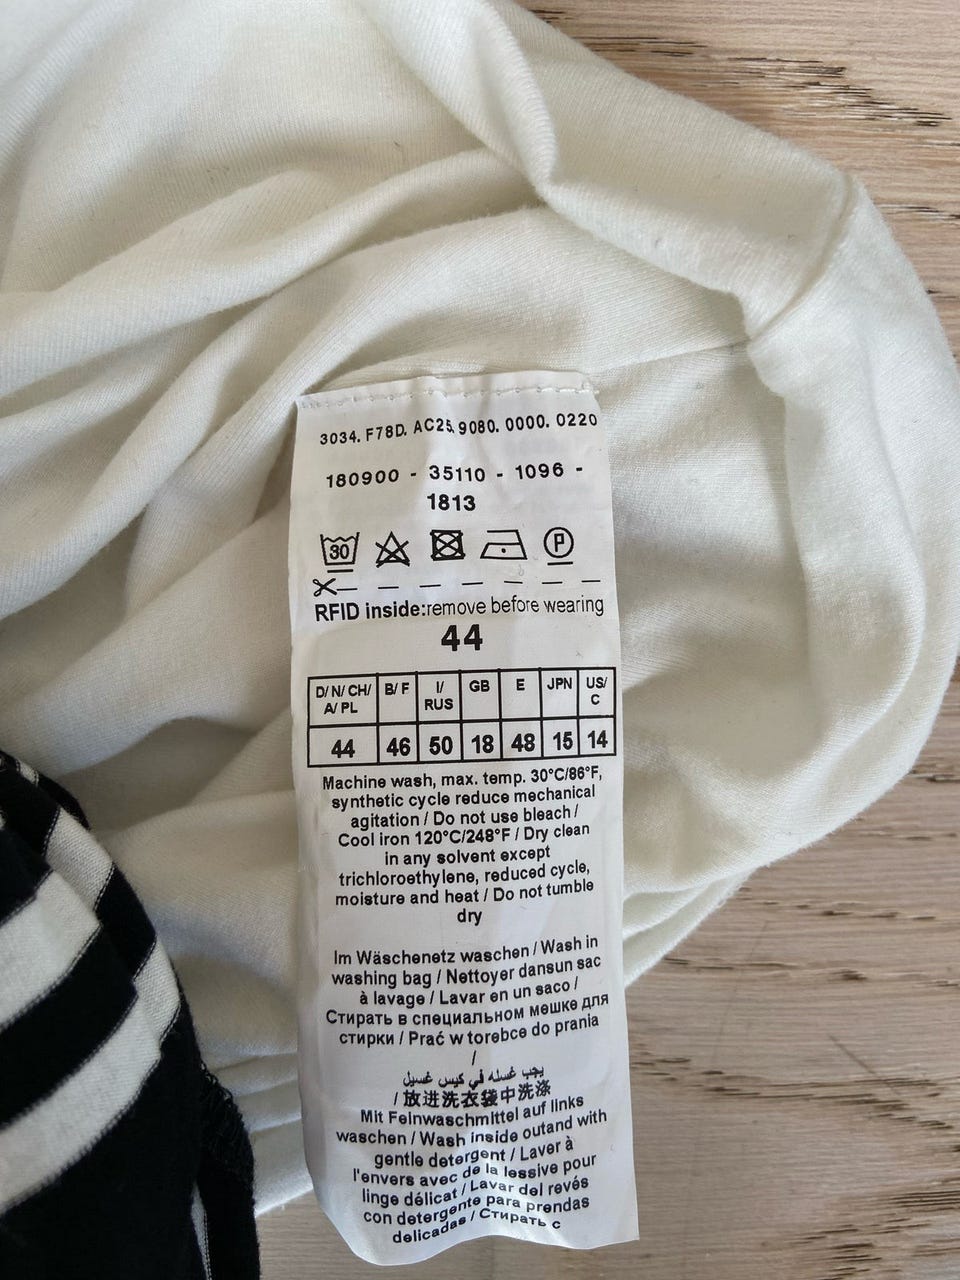 3034. F78D. AC25. 9080. 0000. 0220
180900 - 35110 - 1096 -
1813
30 P
RFID inside:remove before wearing
44
D/ N/ CH/ A/ PL B/ F I/ RUS GB E JPN US/ C
44 46 50 18 48 15 14
Machine wash, max. temp. 30°C/86°F,
synthetic cycle reduce mechanical
agitation / Do not use bleach /
Cool iron 120°C/248°F / Dry clean
in any solvent except
trichloroethylene, reduced cycle,
moisture and heat / Do not tumble
dry
Im Wäschenetz waschen / Wash in
washing bag / Nettoyer dansun sac
à lavage / Lavar en un saco /
Стирать в специальном мешке для
стирки / Prać w torebce do prania
/
يجب غسله في كيس غسيل
/ 放进洗衣袋中洗涤
Mit Feinwaschmittel auf links
waschen / Wash inside outand with
gentle detergent / Laver à
l'envers avec de la lessive pour
linge délicat / Lavar del revés
con detergente para prendas
delicadas / Стирать с